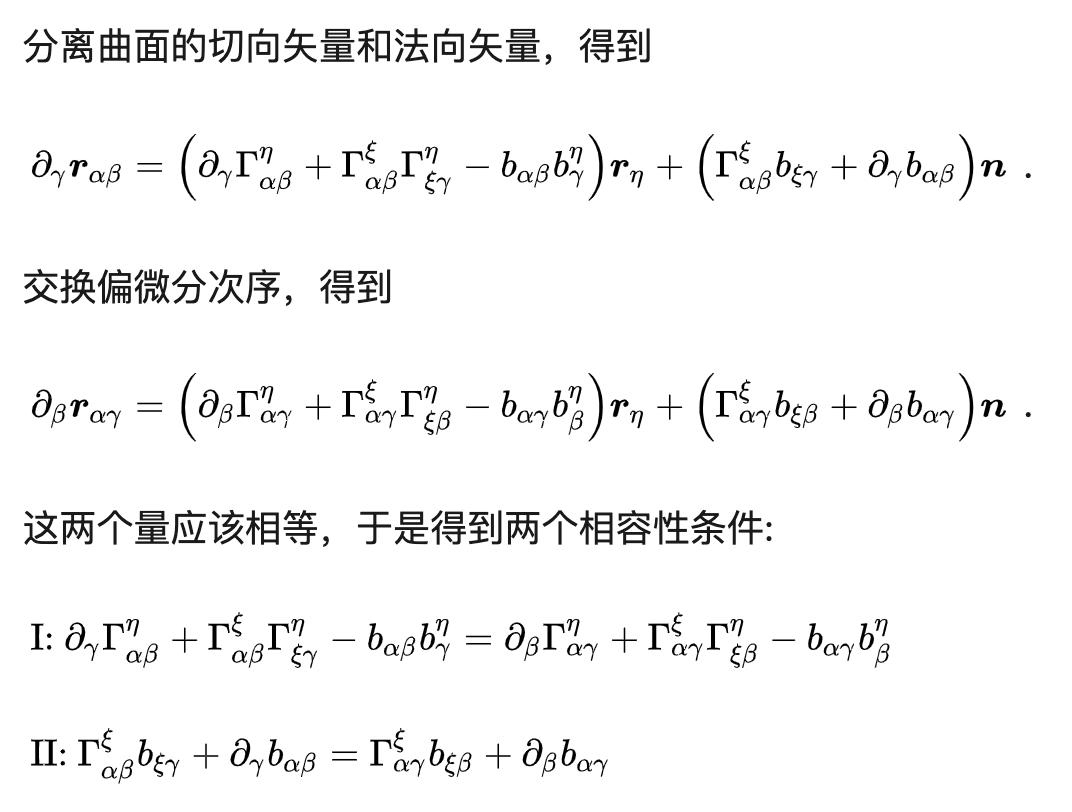 分离曲面的切向矢量和法向矢量，得到
$\partial_\gamma \boldsymbol{r}_{\alpha\beta} = \left(\partial_\gamma \Gamma^\eta_{\alpha\beta} + \Gamma^\xi_{\alpha\beta}\Gamma^\eta_{\xi\gamma} - b_{\alpha\beta}b^\eta_\gamma\right)\boldsymbol{r}_\eta + \left(\Gamma^\xi_{\alpha\beta}b_{\xi\gamma} + \partial_\gamma b_{\alpha\beta}\right)\boldsymbol{n}\ .$
交换偏微分次序，得到
$\partial_\beta \boldsymbol{r}_{\alpha\gamma} = \left(\partial_\beta \Gamma^\eta_{\alpha\gamma} + \Gamma^\xi_{\alpha\gamma}\Gamma^\eta_{\xi\beta} - b_{\alpha\gamma}b^\eta_\beta\right)\boldsymbol{r}_\eta + \left(\Gamma^\xi_{\alpha\gamma}b_{\xi\beta} + \partial_\beta b_{\alpha\gamma}\right)\boldsymbol{n}\ .$
这两个量应该相等，于是得到两个相容性条件:
I: $\partial_\gamma \Gamma^\eta_{\alpha\beta} + \Gamma^\xi_{\alpha\beta}\Gamma^\eta_{\xi\gamma} - b_{\alpha\beta}b^\eta_\gamma = \partial_\beta \Gamma^\eta_{\alpha\gamma} + \Gamma^\xi_{\alpha\gamma}\Gamma^\eta_{\xi\beta} - b_{\alpha\gamma}b^\eta_\beta$
II: $\Gamma^\xi_{\alpha\beta}b_{\xi\gamma} + \partial_\gamma b_{\alpha\beta} = \Gamma^\xi_{\alpha\gamma}b_{\xi\beta} + \partial_\beta b_{\alpha\gamma}$